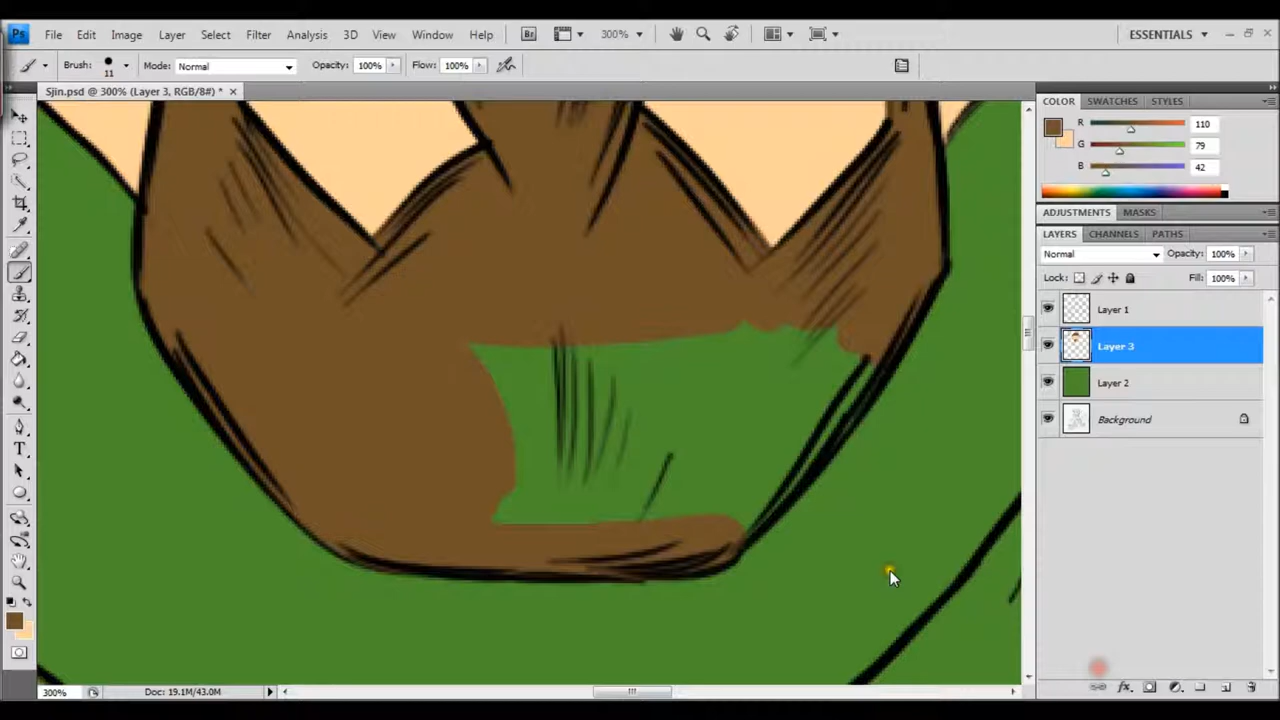 Ps File Edit Image Layer Select Filter Analysis 3D View Window Help Br 300% ESSENTIALS
Brush: 11 Mode: Normal Opacity: 100% Flow: 100%
Sjin.psd @ 300% (Layer 3, RGB/8#) *
COLOR SWATCHES STYLES
R 110
G 79
B 42
ADJUSTMENTS MASKS
LAYERS CHANNELS PATHS
Normal Opacity: 100%
Lock: Fill: 100%
Layer 1
Layer 3
Layer 2
Background
300% Doc: 19.1M/43.0M